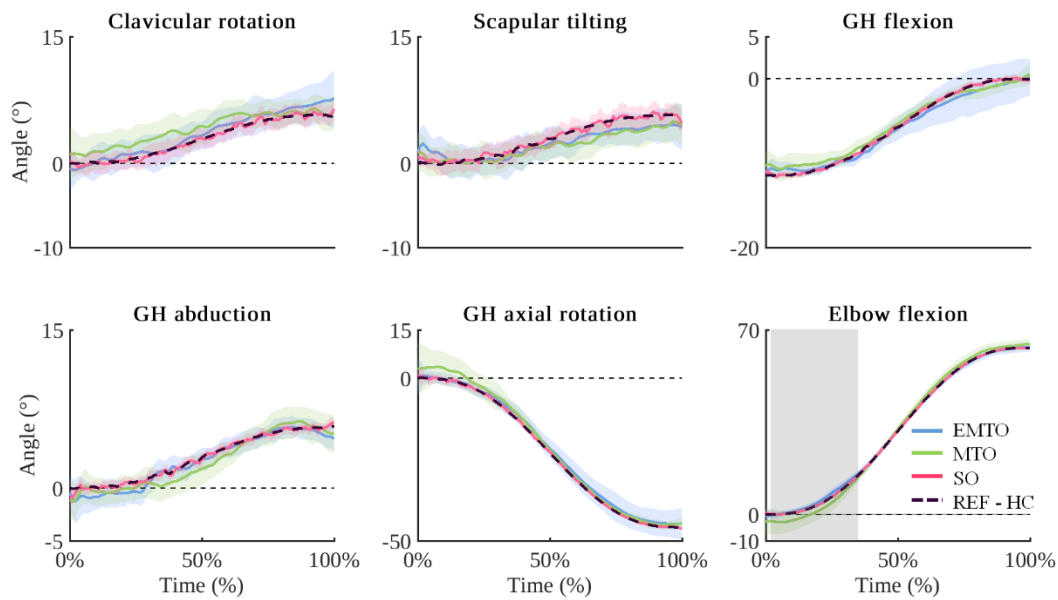 Clavicular rotation
Scapular tilting
GH flexion
15
0
-10
Angle (°)
15
0
-10
5
0
-20
GH abduction
GH axial rotation
Elbow flexion
15
0
-5
Angle (°)
0%
50%
100%
Time (%)
15
0
-50
0%
50%
100%
Time (%)
70
0
-10
EMTO
MTO
SO
REF - HC
0%
50%
100%
Time (%)